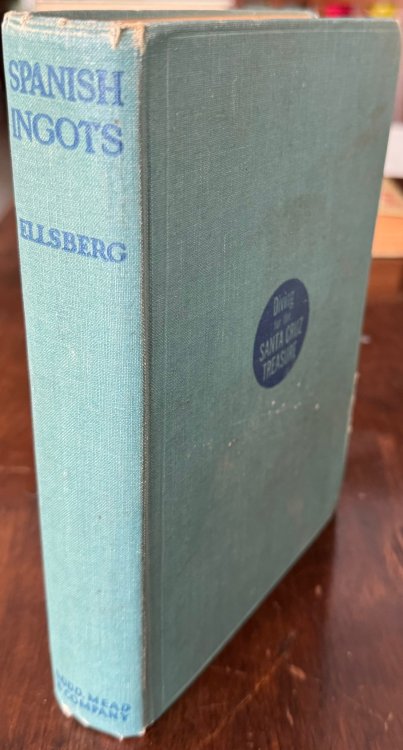 SPANISH
INGOTS
ELLSBERG
DODD MEAD
& COMPANY
DIVING
for the
SANTA CRUZ
TREASURE